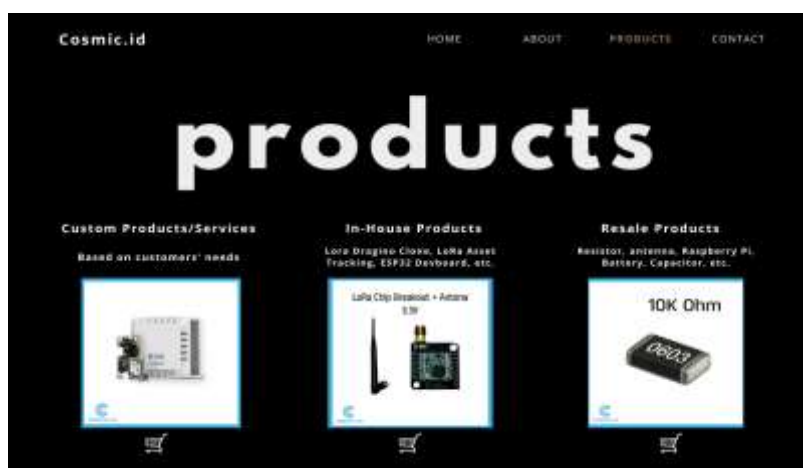 Cosmic.id
HOME
ABOUT
PRODUCTS
CONTACT
products
Custom Products/Services
Based on customers' needs
In-House Products
Lora Dragino Clone, LoRa Asset
Tracking, ESP32 Devboard, etc.
LoRa Chip Breakout + Antena
Resale Products
Resistor, antenna, Raspberry Pi,
Battery, Capacitor, etc.
10K Ohm
0603